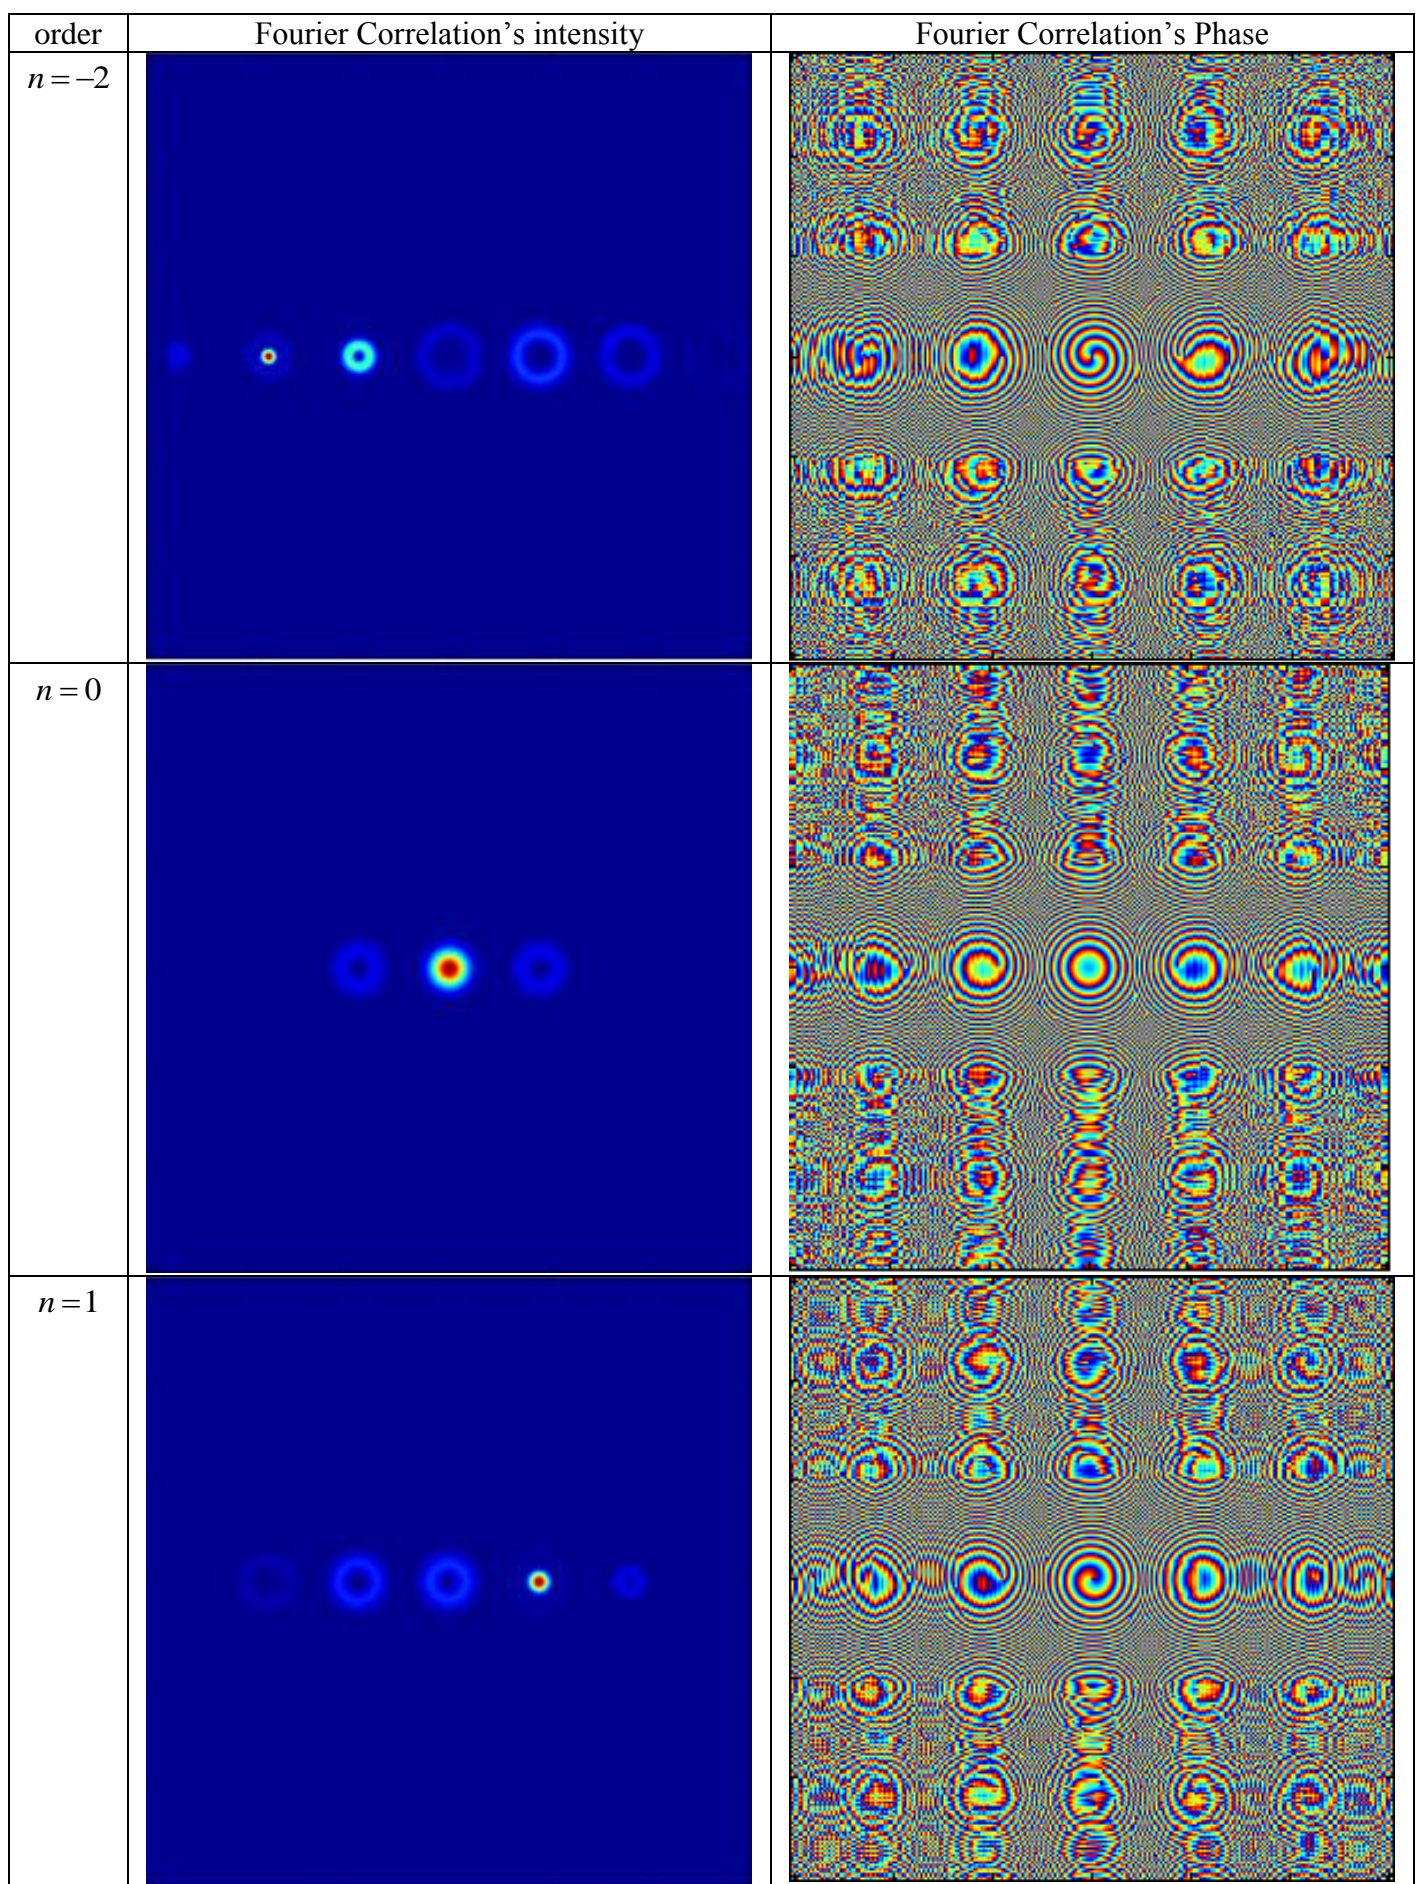 order Fourier Correlation’s intensity Fourier Correlation’s Phase
n = −2
n = 0
n = 1